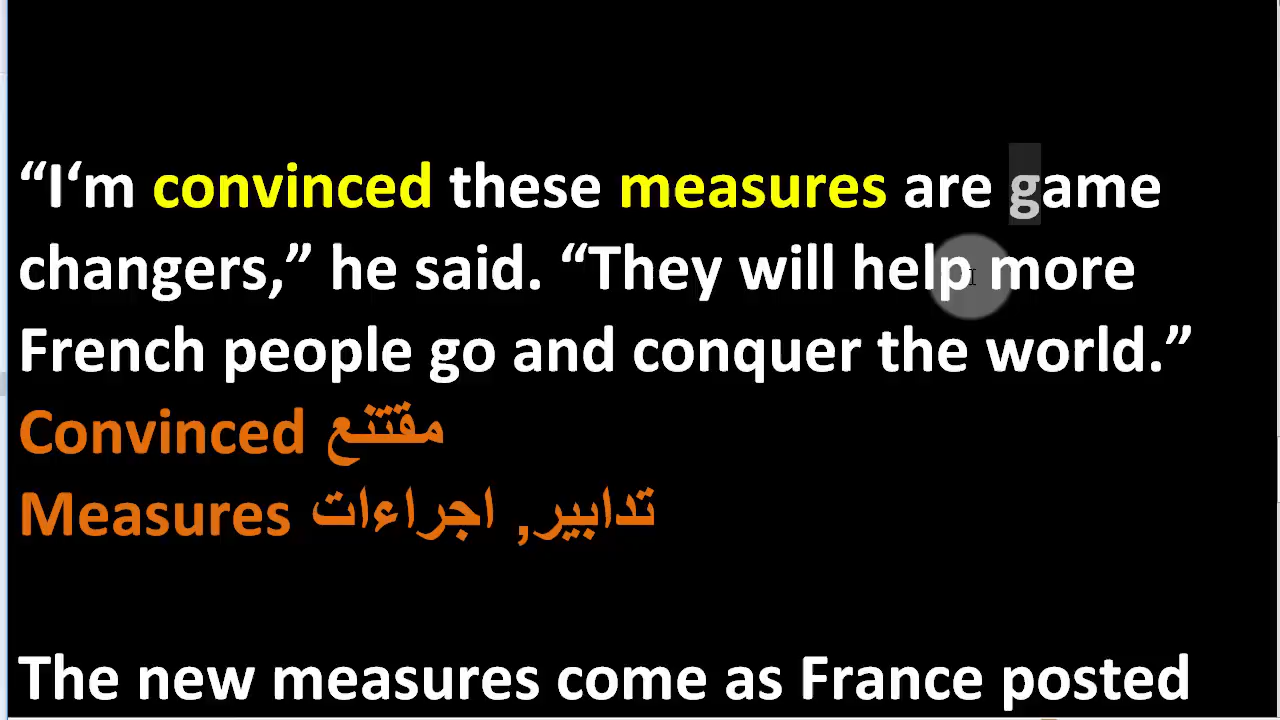 “I‘m convinced these measures are game
changers,” he said. “They will help more
French people go and conquer the world.”
Convinced مقتنع
Measures تدابير, اجراءات
The new measures come as France posted